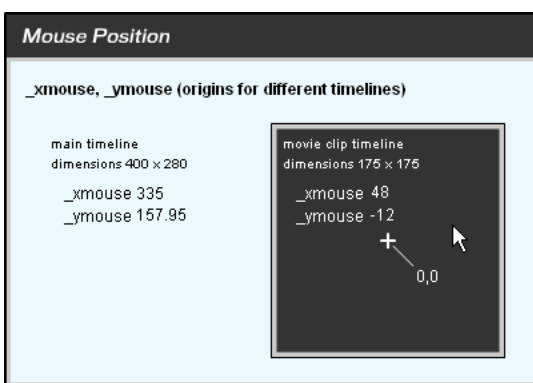 Mouse Position
_xmouse, _ymouse (origins for different timelines)
main timeline
dimensions 400 × 280
_xmouse 335
_ymouse 157.95
movie clip timeline
dimensions 175 × 175
_xmouse 48
_ymouse -12
0,0